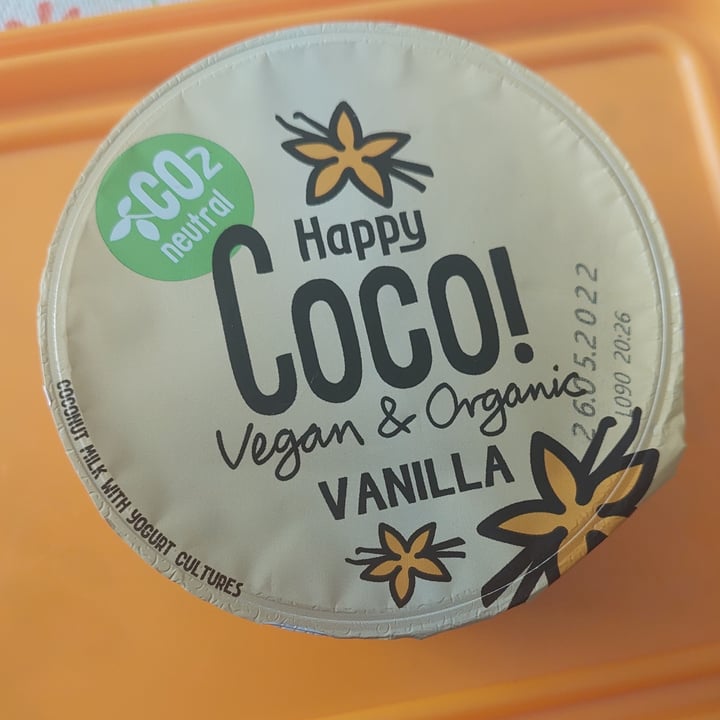 CO2
neutral
Happy
COCO!
Vegan & Organic
VANILLA
COCONUT MILK WITH YOGURT CULTURES
26.05.2022
L090 20:26